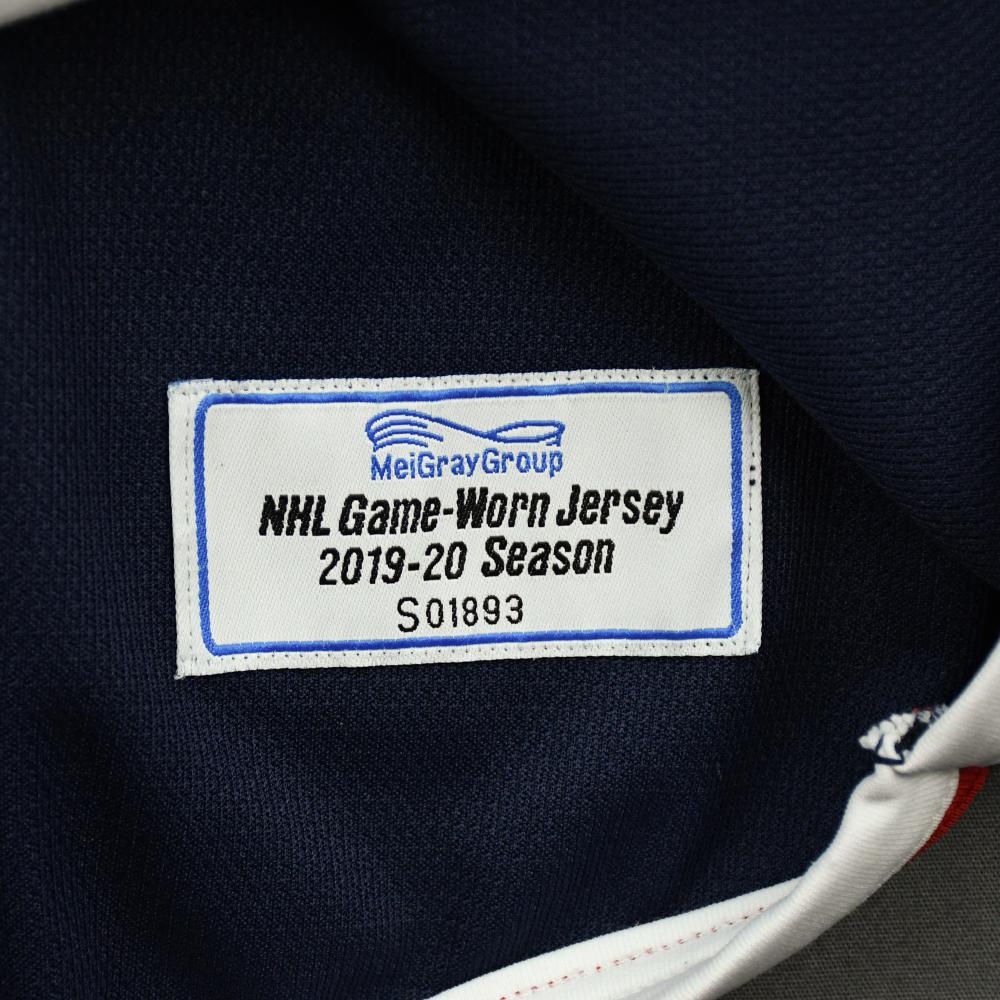 MeiGrayGroup
NHL Game-Worn Jersey
2019-20 Season
S01893